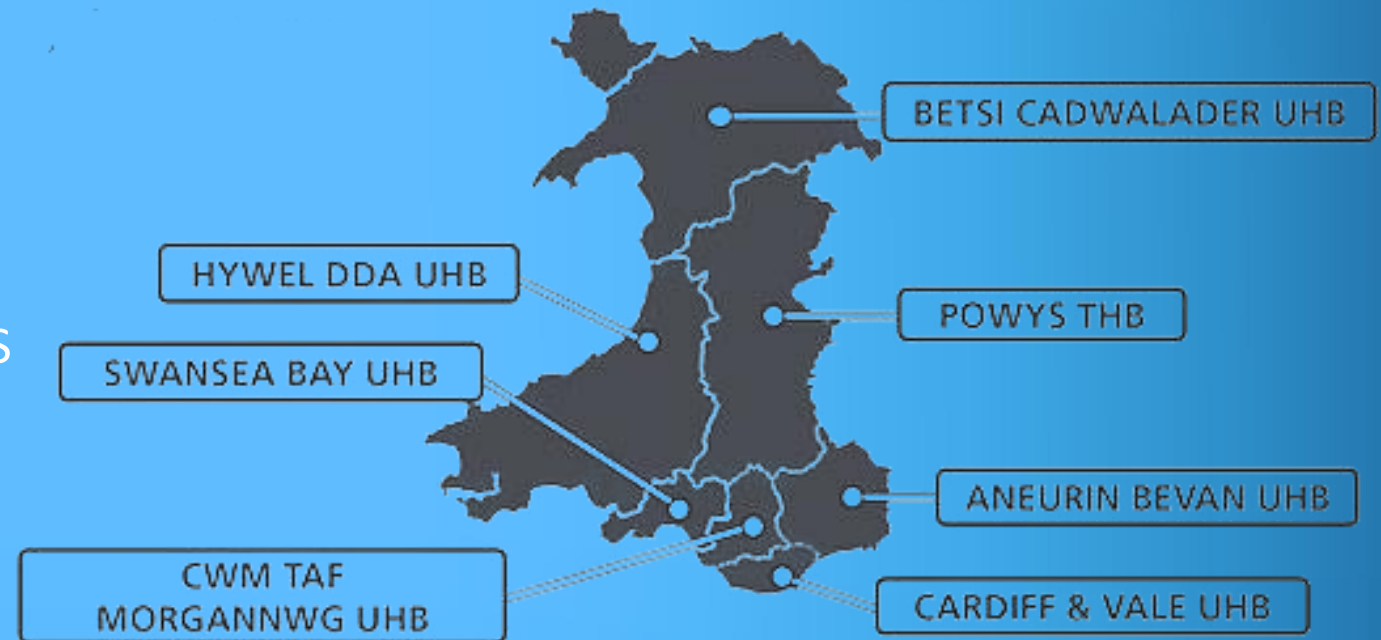 BETSI CADWALADER UHB
HYWEL DDA UHB
POWYS THB
S
SWANSEA BAY UHB
ANEURIN BEVAN UHB
CWM TAF
MORGANNWG UHB
CARDIFF & VALE UHB